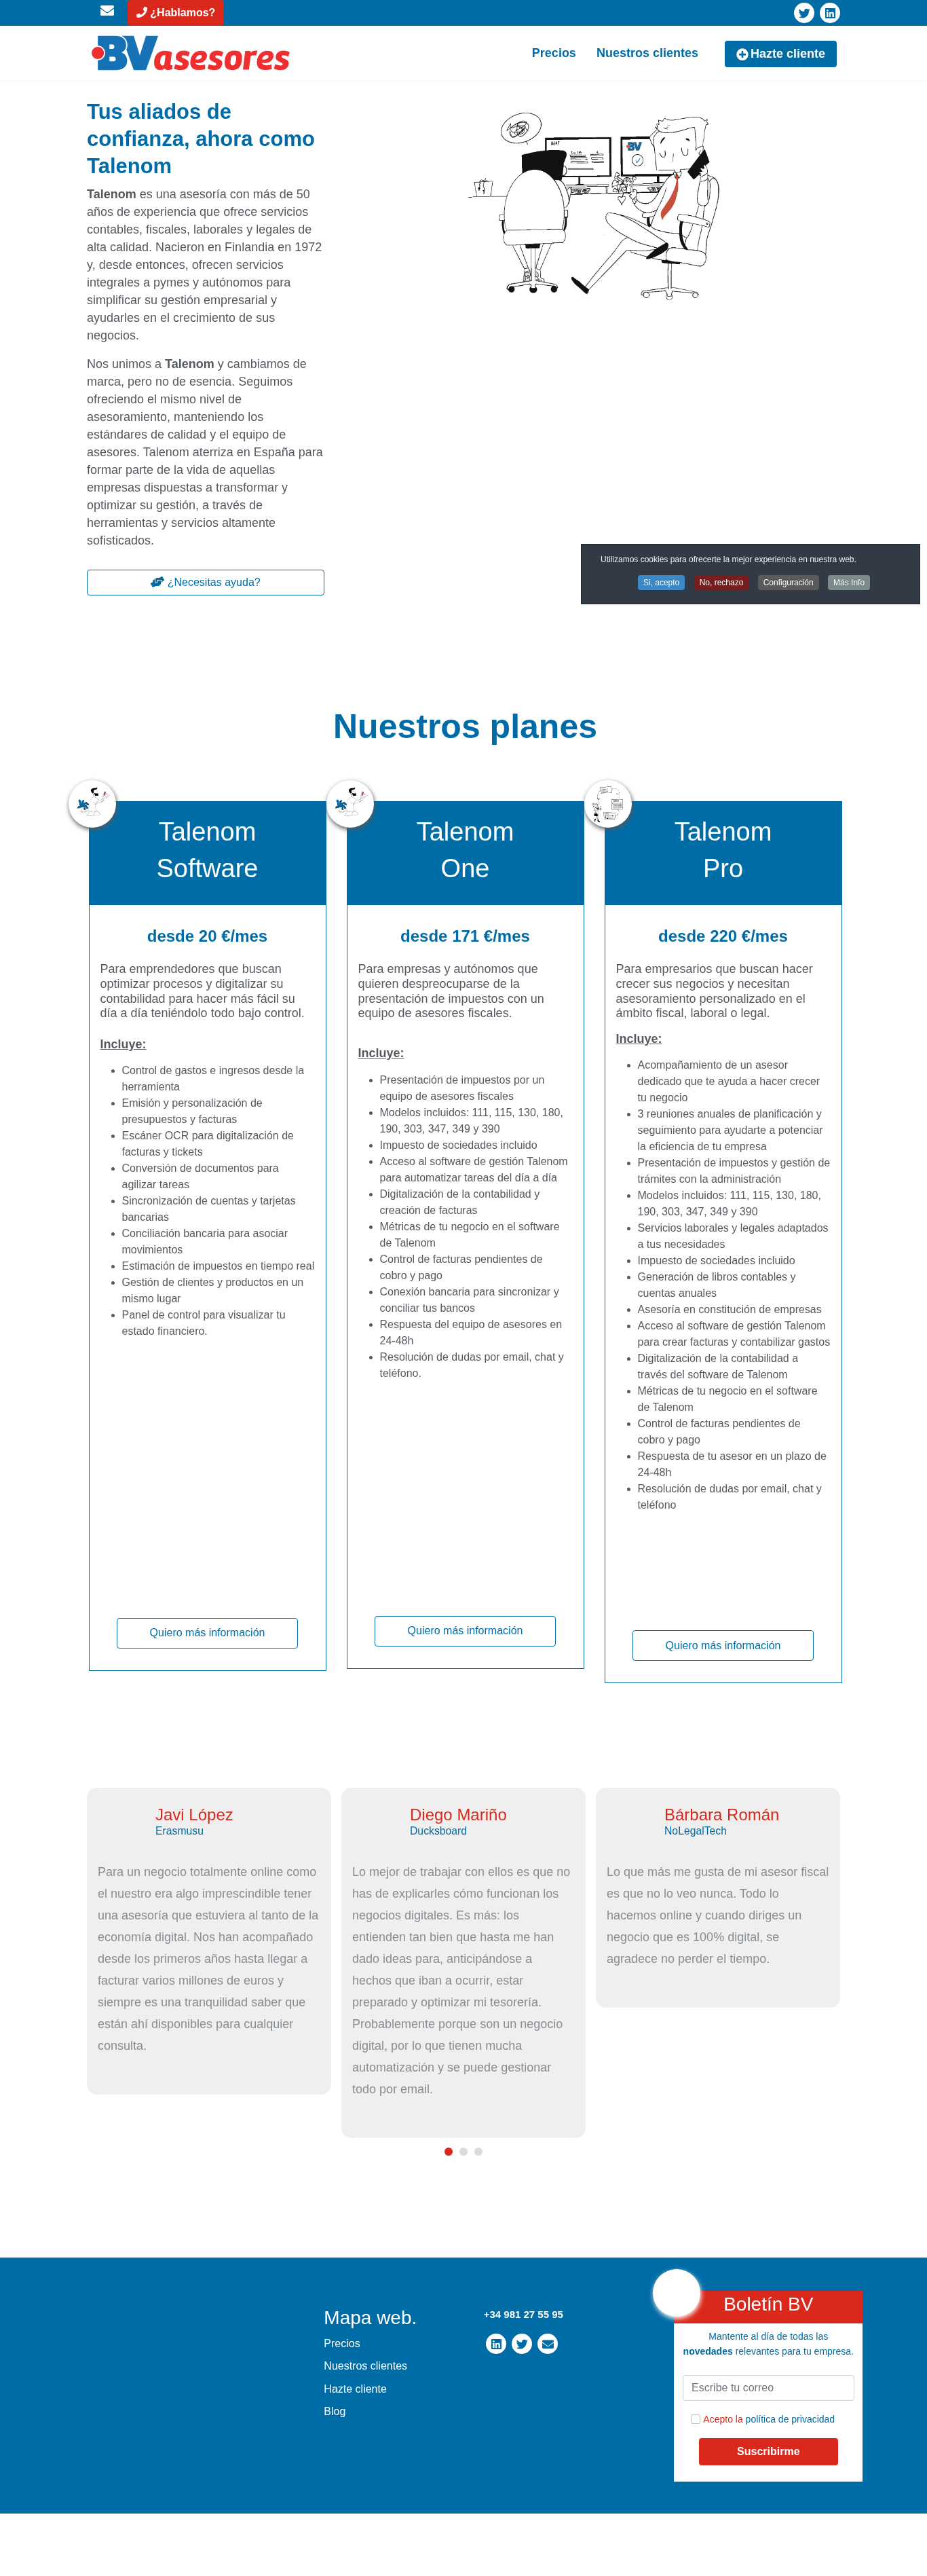 ¿Hablamos?
BVasesores
Precios
Nuestros clientes
Hazte cliente
Tus aliados de
confianza, ahora como
Talenom
Talenom es una asesoría con más de 50
años de experiencia que ofrece servicios
contables, fiscales, laborales y legales de
alta calidad. Nacieron en Finlandia en 1972
y, desde entonces, ofrecen servicios
integrales a pymes y autónomos para
simplificar su gestión empresarial y
ayudarles en el crecimiento de sus
negocios.
Nos unimos a Talenom y cambiamos de
marca, pero no de esencia. Seguimos
ofreciendo el mismo nivel de
asesoramiento, manteniendo los
estándares de calidad y el equipo de
asesores. Talenom aterriza en España para
formar parte de la vida de aquellas
empresas dispuestas a transformar y
optimizar su gestión, a través de
herramientas y servicios altamente
sofisticados.
¿Necesitas ayuda?
BV
Utilizamos cookies para ofrecerte la mejor experiencia en nuestra web.
Si, acepto
No, rechazo
Configuración
Más Info
Nuestros planes
Talenom
Software
desde 20 €/mes
Para emprendedores que buscan
optimizar procesos y digitalizar su
contabilidad para hacer más fácil su
día a día teniéndolo todo bajo control.
Incluye:
Control de gastos e ingresos desde la
herramienta
Emisión y personalización de
presupuestos y facturas
Escáner OCR para digitalización de
facturas y tickets
Conversión de documentos para
agilizar tareas
Sincronización de cuentas y tarjetas
bancarias
Conciliación bancaria para asociar
movimientos
Estimación de impuestos en tiempo real
Gestión de clientes y productos en un
mismo lugar
Panel de control para visualizar tu
estado financiero.
Quiero más información
Talenom
One
desde 171 €/mes
Para empresas y autónomos que
quieren despreocuparse de la
presentación de impuestos con un
equipo de asesores fiscales.
Incluye:
Presentación de impuestos por un
equipo de asesores fiscales
Modelos incluidos: 111, 115, 130, 180,
190, 303, 347, 349 y 390
Impuesto de sociedades incluido
Acceso al software de gestión Talenom
para automatizar tareas del día a día
Digitalización de la contabilidad y
creación de facturas
Métricas de tu negocio en el software
de Talenom
Control de facturas pendientes de
cobro y pago
Conexión bancaria para sincronizar y
conciliar tus bancos
Respuesta del equipo de asesores en
24-48h
Resolución de dudas por email, chat y
teléfono.
Quiero más información
Talenom
Pro
desde 220 €/mes
Para empresarios que buscan hacer
crecer sus negocios y necesitan
asesoramiento personalizado en el
ámbito fiscal, laboral o legal.
Incluye:
Acompañamiento de un asesor
dedicado que te ayuda a hacer crecer
tu negocio
3 reuniones anuales de planificación y
seguimiento para ayudarte a potenciar
la eficiencia de tu empresa
Presentación de impuestos y gestión de
trámites con la administración
Modelos incluidos: 111, 115, 130, 180,
190, 303, 347, 349 y 390
Servicios laborales y legales adaptados
a tus necesidades
Impuesto de sociedades incluido
Generación de libros contables y
cuentas anuales
Asesoría en constitución de empresas
Acceso al software de gestión Talenom
para crear facturas y contabilizar gastos
Digitalización de la contabilidad a
través del software de Talenom
Métricas de tu negocio en el software
de Talenom
Control de facturas pendientes de
cobro y pago
Respuesta de tu asesor en un plazo de
24-48h
Resolución de dudas por email, chat y
teléfono
Quiero más información
Javi López
Erasmusu
Para un negocio totalmente online como
el nuestro era algo imprescindible tener
una asesoría que estuviera al tanto de la
economía digital. Nos han acompañado
desde los primeros años hasta llegar a
facturar varios millones de euros y
siempre es una tranquilidad saber que
están ahí disponibles para cualquier
consulta.
Diego Mariño
Ducksboard
Lo mejor de trabajar con ellos es que no
has de explicarles cómo funcionan los
negocios digitales. Es más: los
entienden tan bien que hasta me han
dado ideas para, anticipándose a
hechos que iban a ocurrir, estar
preparado y optimizar mi tesorería.
Probablemente porque son un negocio
digital, por lo que tienen mucha
automatización y se puede gestionar
todo por email.
Bárbara Román
NoLegalTech
Lo que más me gusta de mi asesor fiscal
es que no lo veo nunca. Todo lo
hacemos online y cuando diriges un
negocio que es 100% digital, se
agradece no perder el tiempo.
Mapa web.
Precios
Nuestros clientes
Hazte cliente
Blog
+34 981 27 55 95
Boletín BV
Mantente al día de todas las
novedades relevantes para tu empresa.
Escribe tu correo
Acepto la política de privacidad
Suscribirme